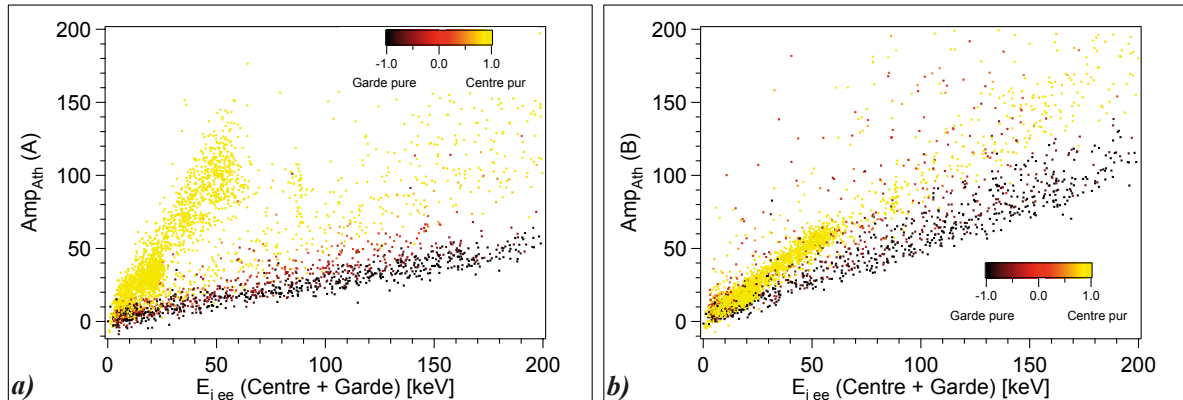 200
150
100
50
0
Amp_Ath (A)
-1.0 0.0 1.0
Garde pure Centre pur
0 50 100 150 200
E_i ee (Centre + Garde) [keV]
a)
200
150
100
50
0
Amp_Ath (B)
-1.0 0.0 1.0
Garde pure Centre pur
0 50 100 150 200
E_i ee (Centre + Garde) [keV]
b)